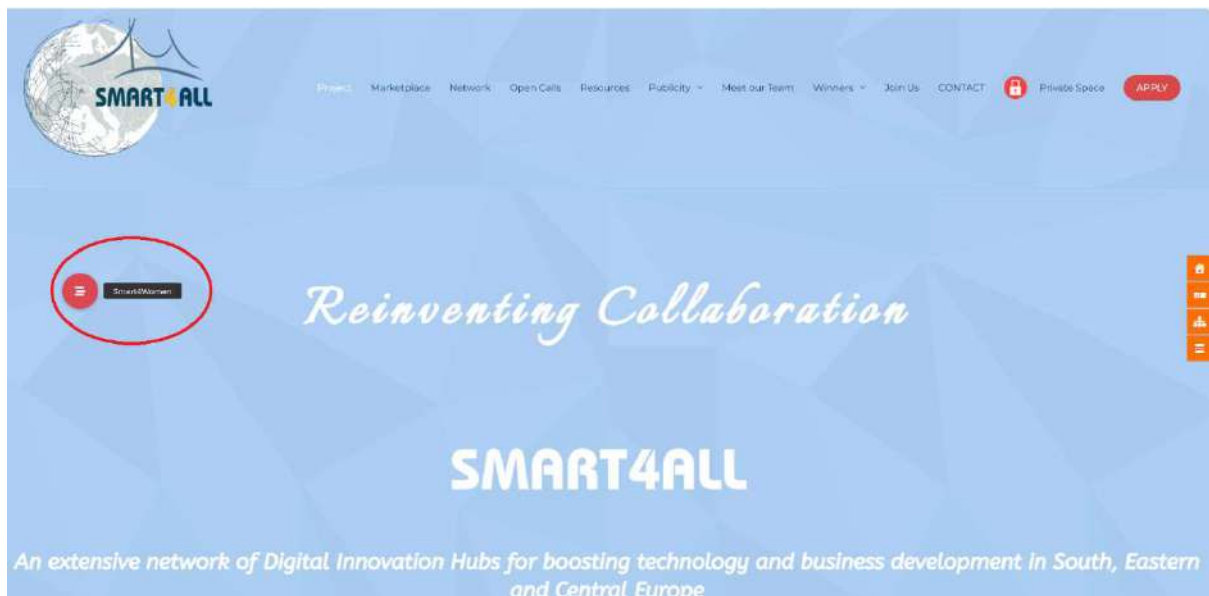 SMART4ALL
Project Marketplace Network Open Calls Resources Publicity Meet our Team Winners Join Us CONTACT Private Space APPLY
Smart4Women
Reinventing Collaboration
SMART4ALL
An extensive network of Digital Innovation Hubs for boosting technology and business development in South, Eastern
and Central Europe